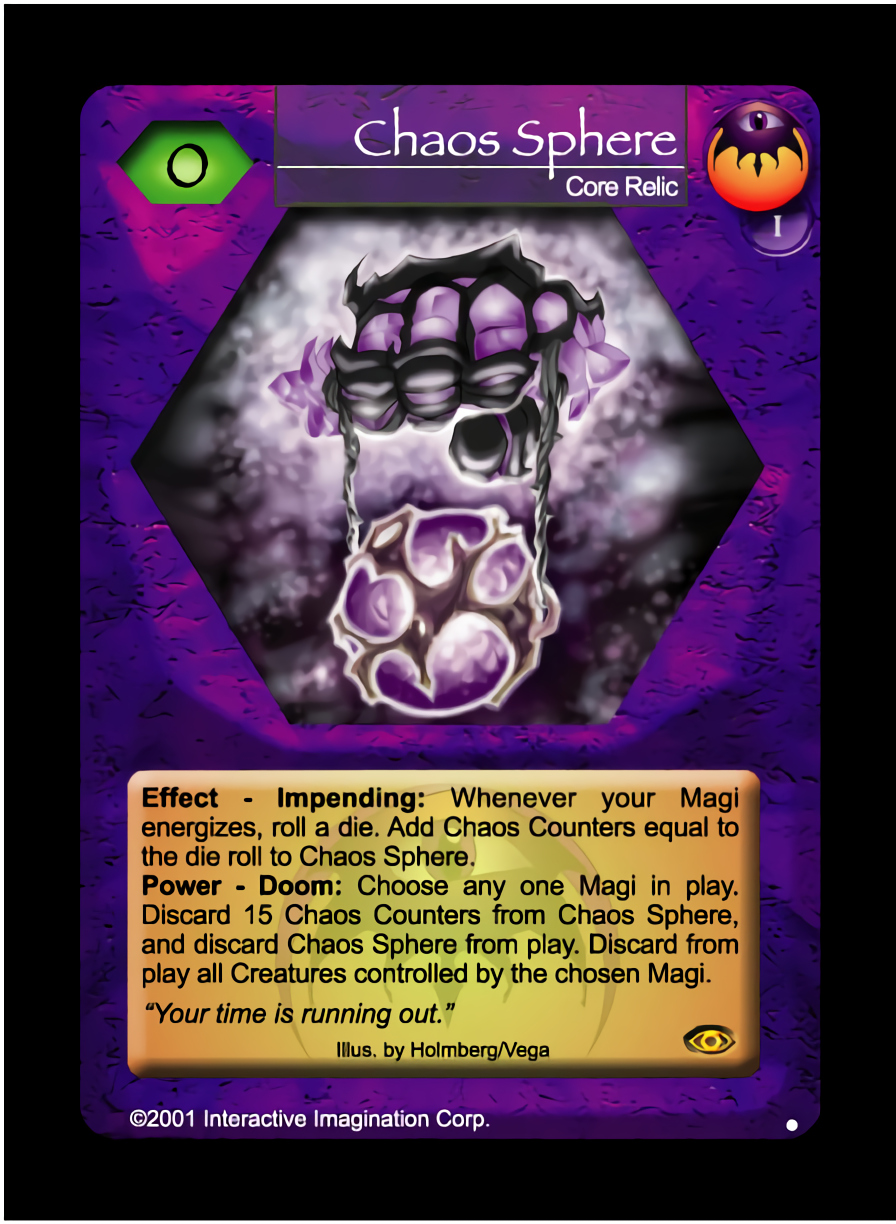 0
Chaos Sphere
Core Relic
I
Effect - Impending: Whenever your Magi
energizes, roll a die. Add Chaos Counters equal to
the die roll to Chaos Sphere.
Power - Doom: Choose any one Magi in play.
Discard 15 Chaos Counters from Chaos Sphere,
and discard Chaos Sphere from play. Discard from
play all Creatures controlled by the chosen Magi.
“Your time is running out.”
Illus. by Holmberg/Vega
©2001 Interactive Imagination Corp.